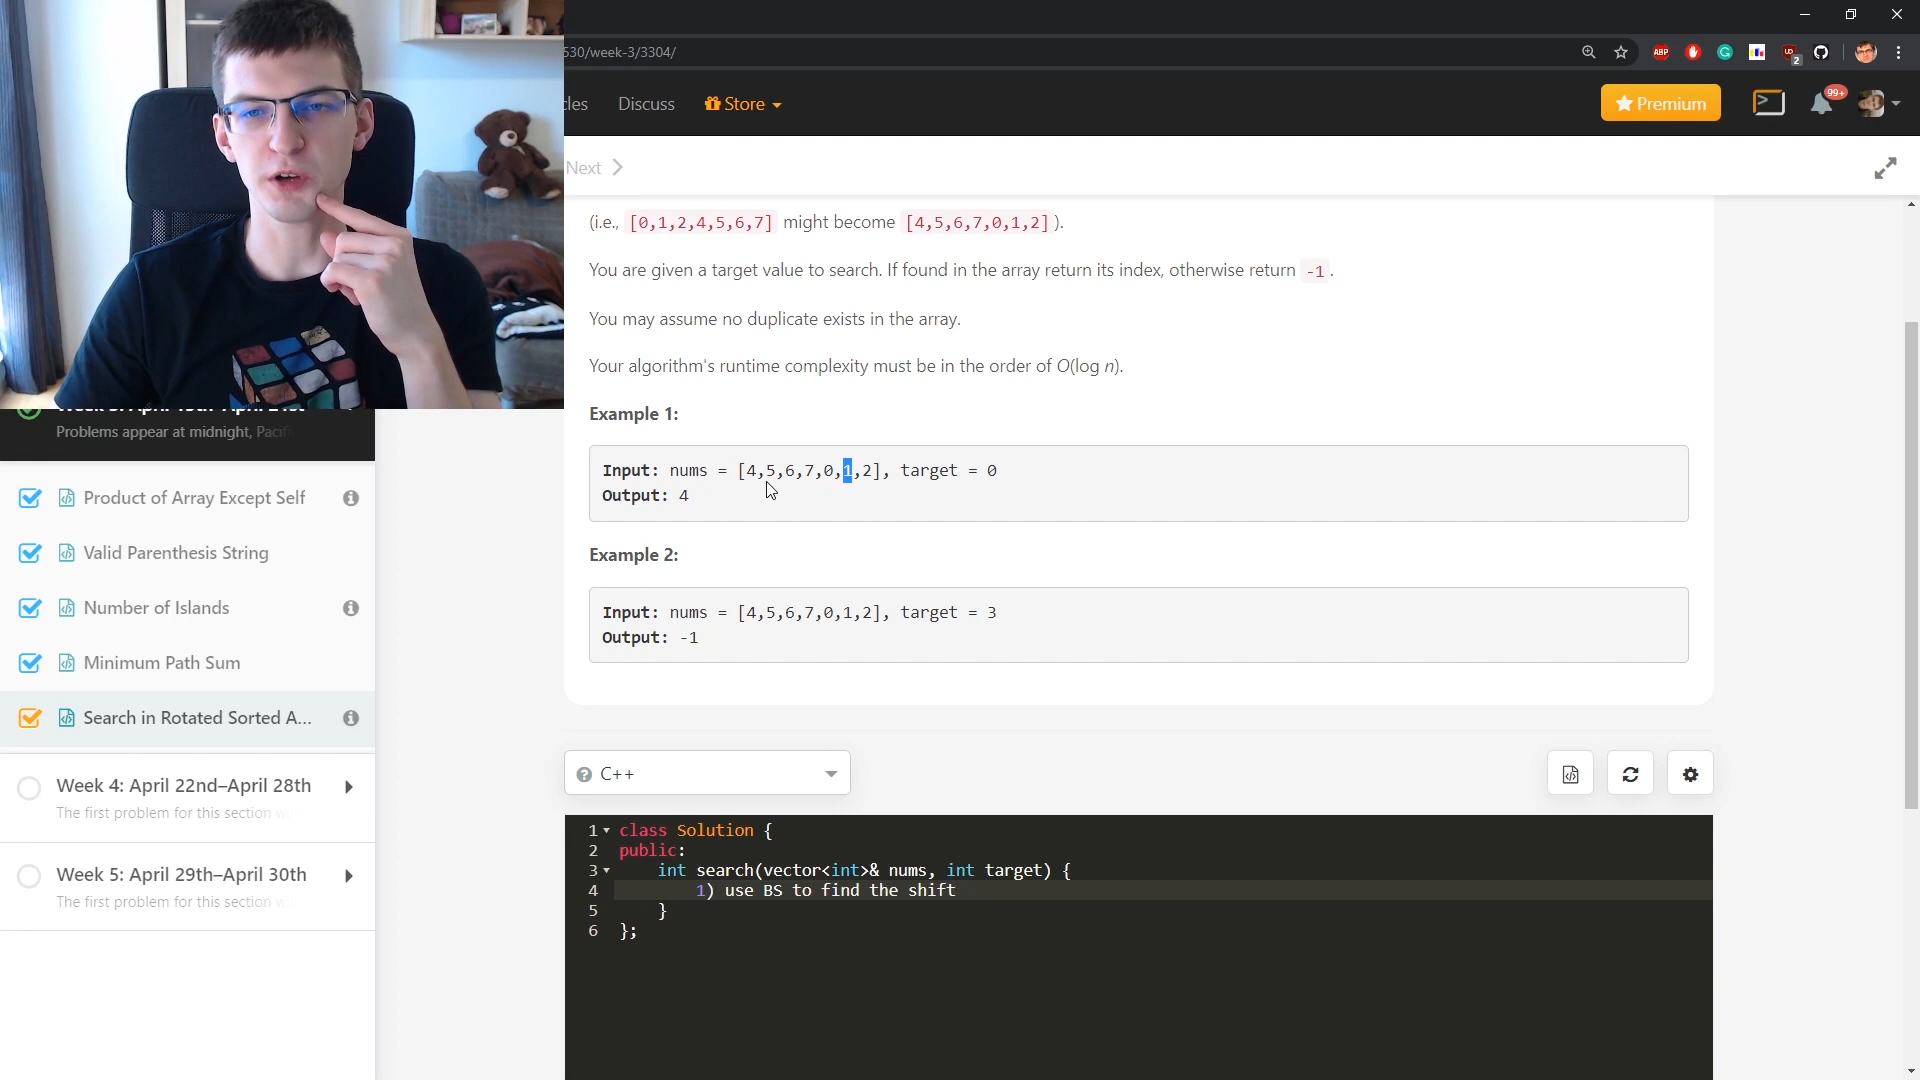 530/week-3/3304/
ABP
2
cles Discuss Store
Premium
99+
Next
(i.e., [0,1,2,4,5,6,7] might become [4,5,6,7,0,1,2]).
You are given a target value to search. If found in the array return its index, otherwise return -1.
You may assume no duplicate exists in the array.
Your algorithm's runtime complexity must be in the order of O(log n).
Example 1:
Input: nums = [4,5,6,7,0,1,2], target = 0
Output: 4
Example 2:
Input: nums = [4,5,6,7,0,1,2], target = 3
Output: -1
Problems appear at midnight, Pacifi
Product of Array Except Self
Valid Parenthesis String
Number of Islands
Minimum Path Sum
Search in Rotated Sorted A...
Week 4: April 22nd–April 28th
The first problem for this section w
Week 5: April 29th–April 30th
The first problem for this section w
C++
1 class Solution {
2 public:
3 int search(vector<int>& nums, int target) {
4 1) use BS to find the shift
5 }
6 };